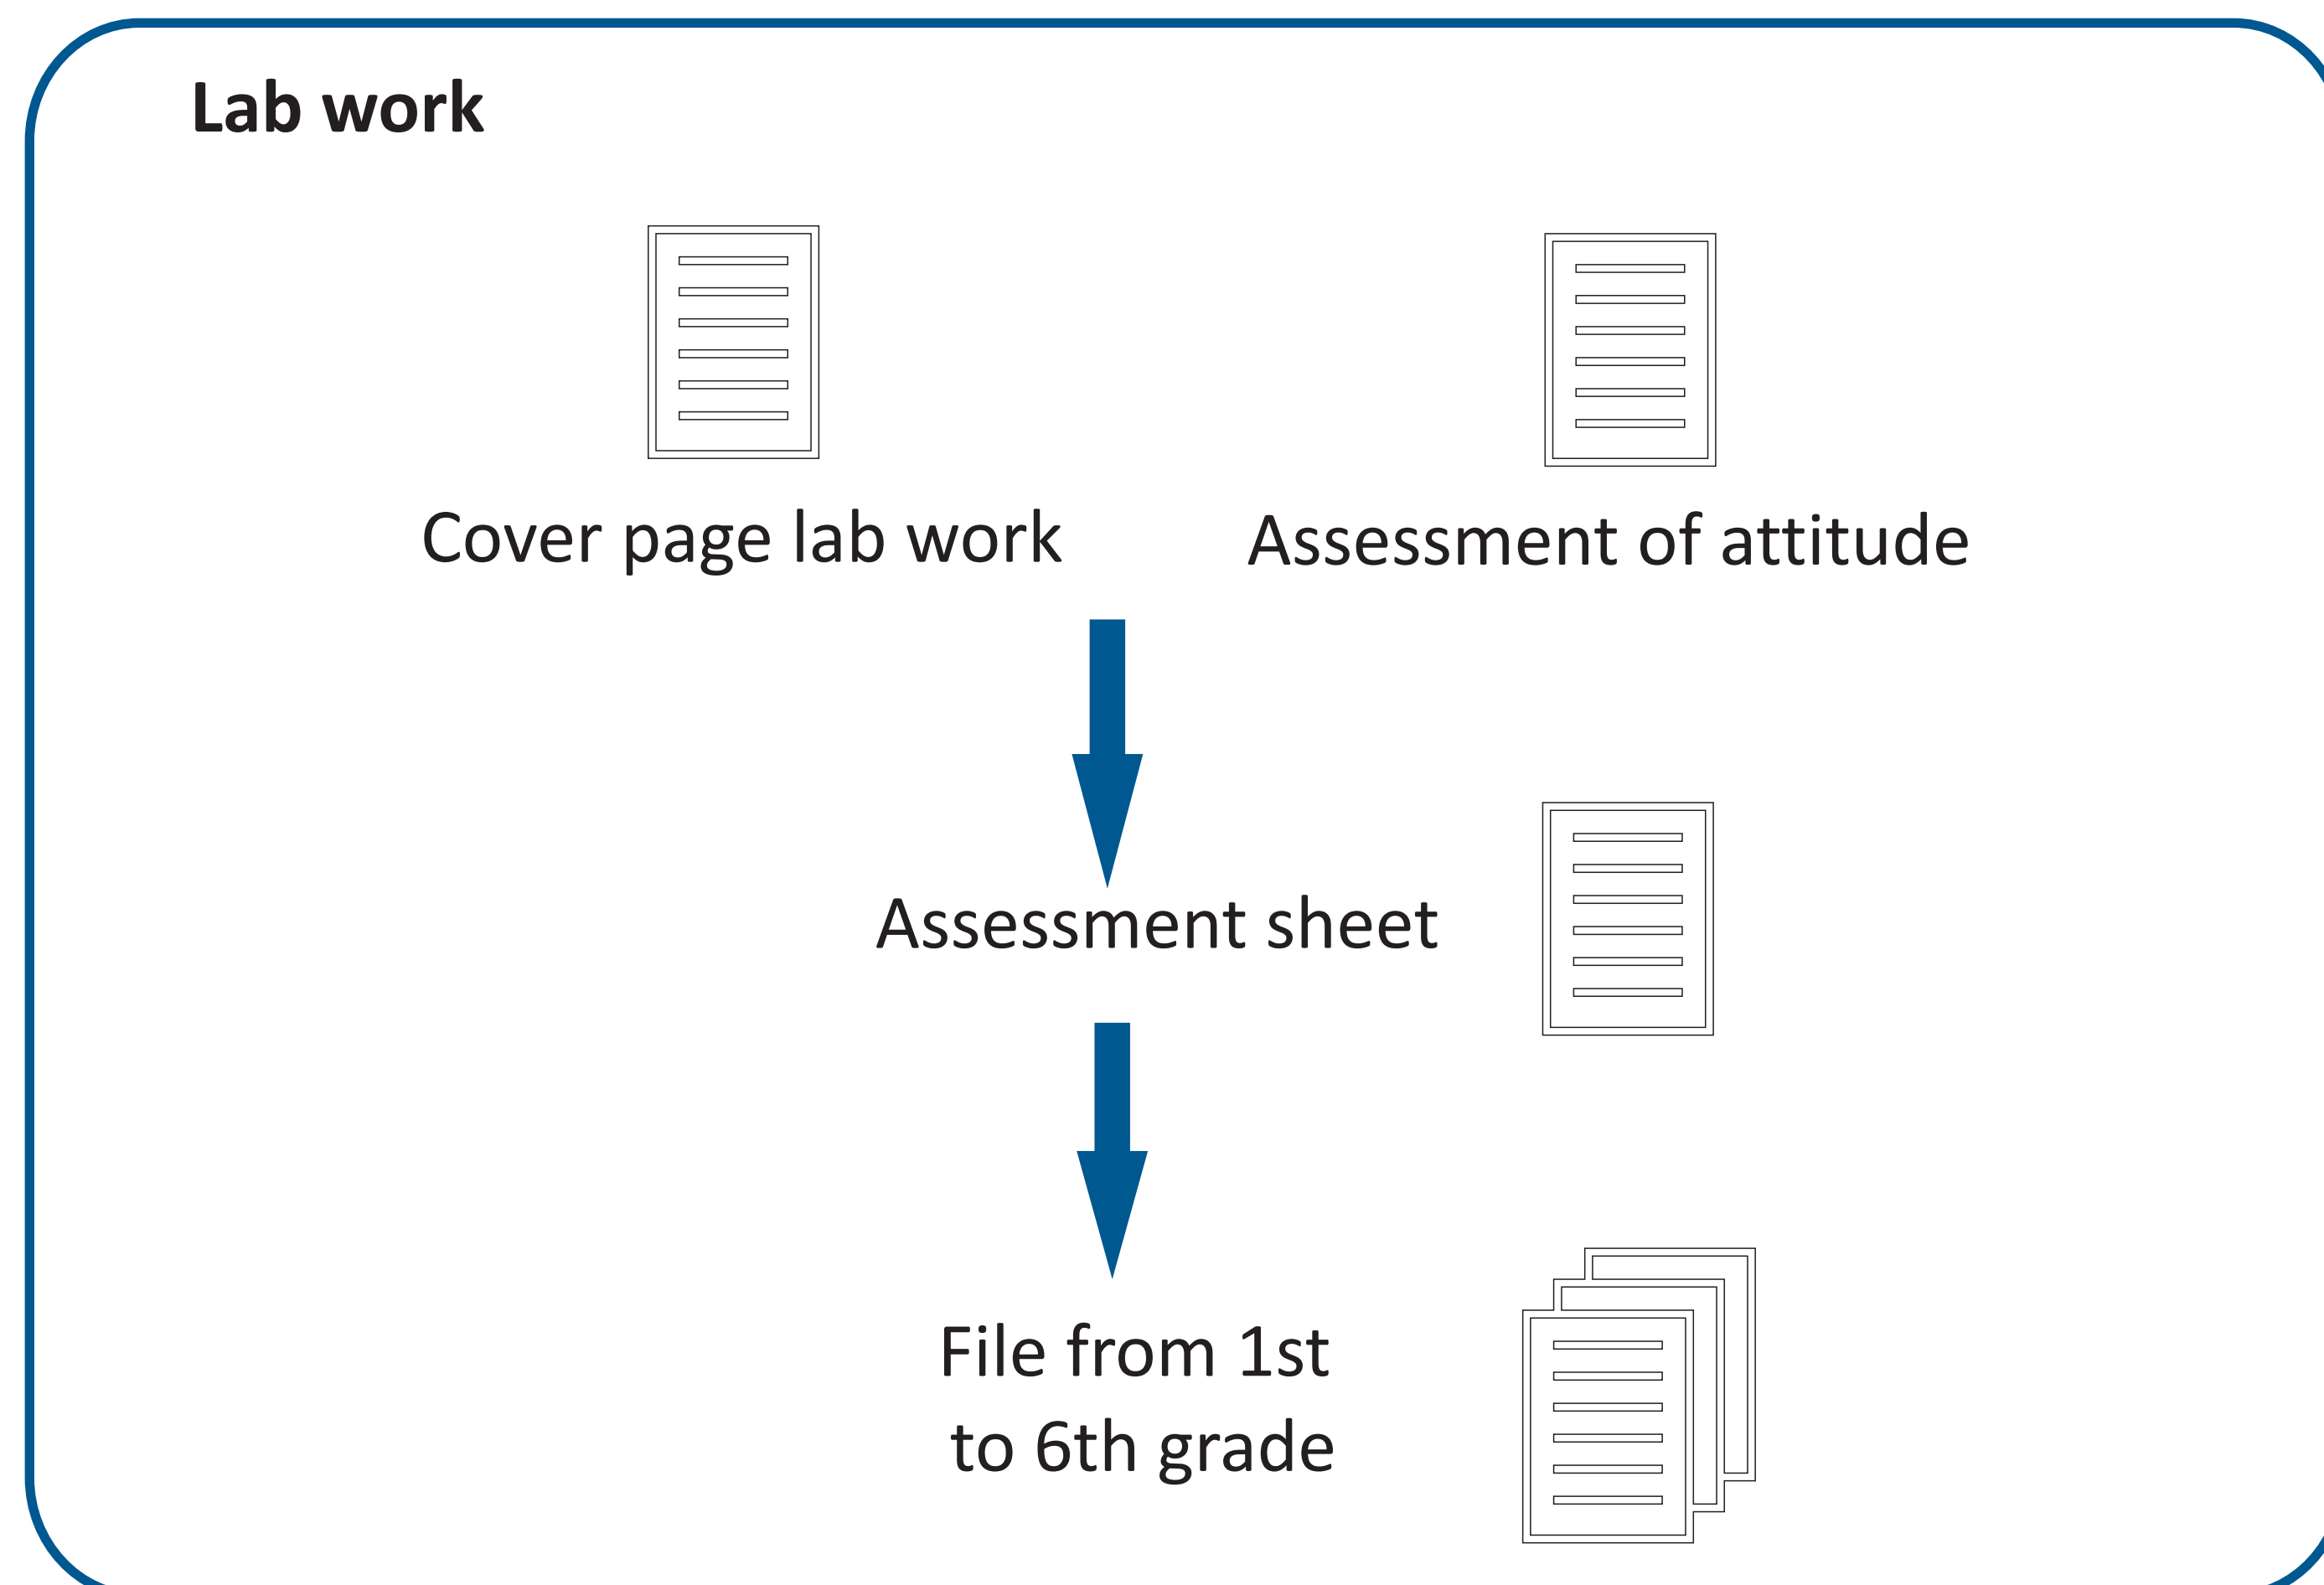 Lab work
Cover page lab work
Assessment of attitude
Assessment sheet
File from 1st
to 6th grade